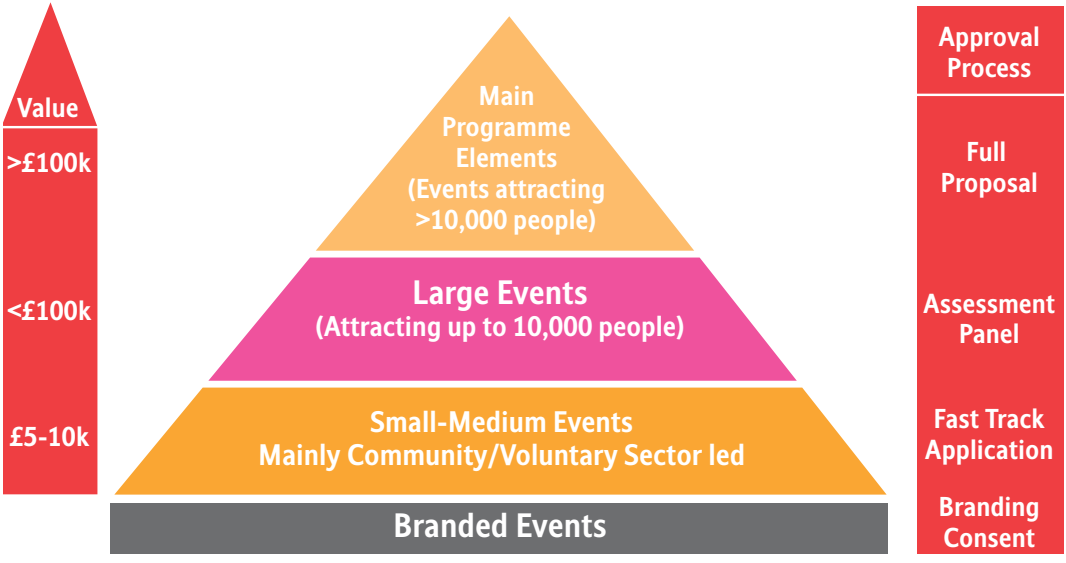 Value
>£100k
<£100k
£5-10k
Main
Programme
Elements
(Events attracting
>10,000 people)
Large Events
(Attracting up to 10,000 people)
Small-Medium Events
Mainly Community/Voluntary Sector led
Branded Events
Approval
Process
Full
Proposal
Assessment
Panel
Fast Track
Application
Branding
Consent